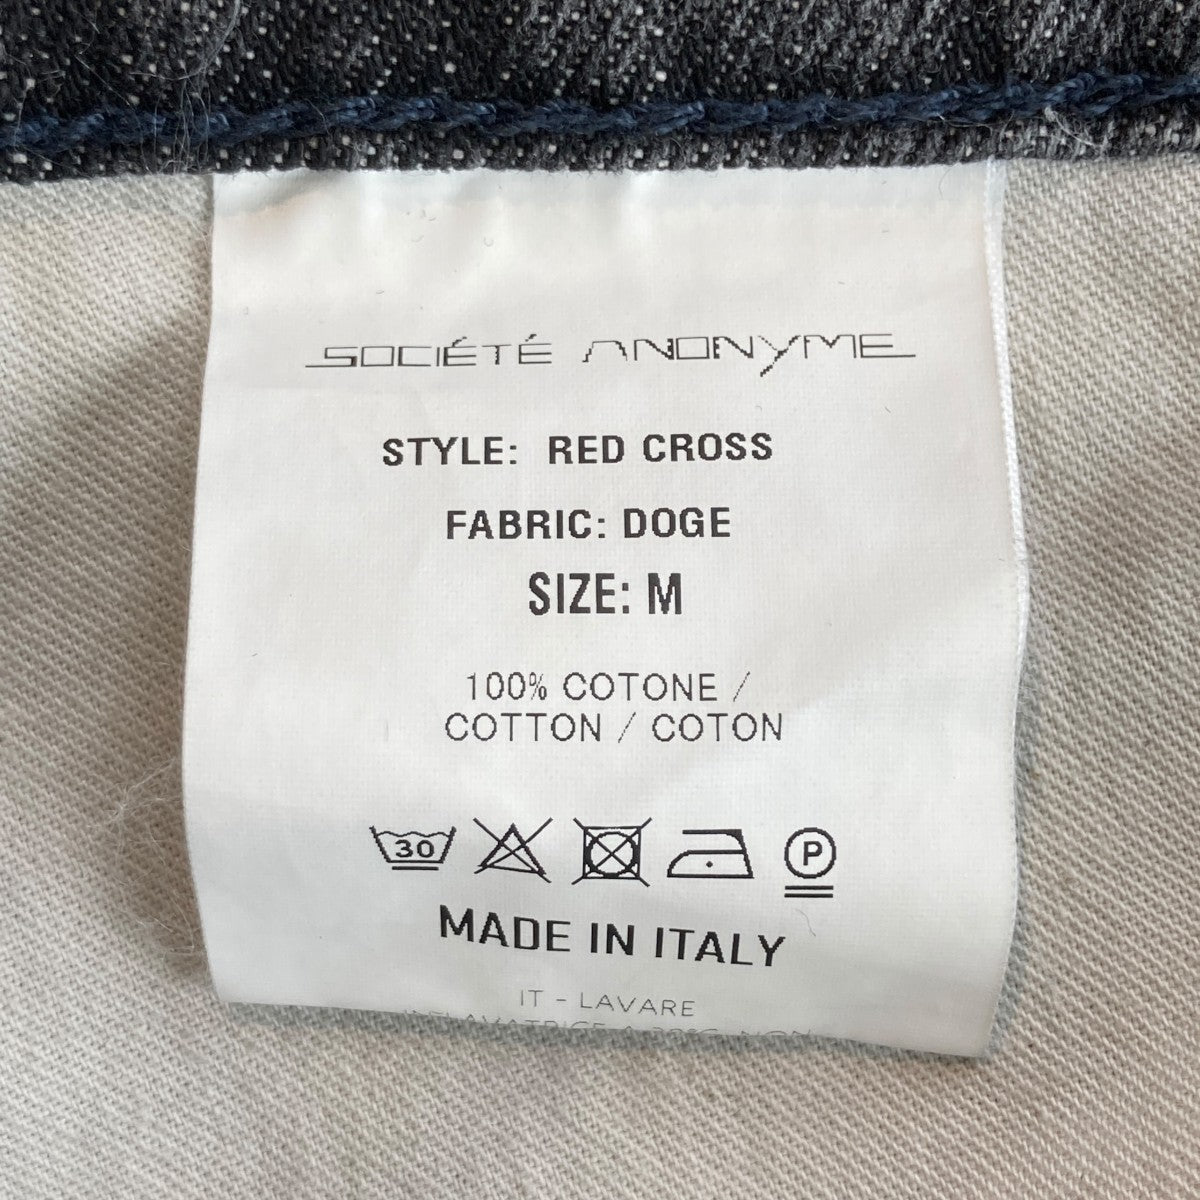 SOCIÉTÉ ANONYME
STYLE: RED CROSS
FABRIC: DOGE
SIZE: M
100% COTONE /
COTTON / COTON
30 P
MADE IN ITALY
IT - LAVARE